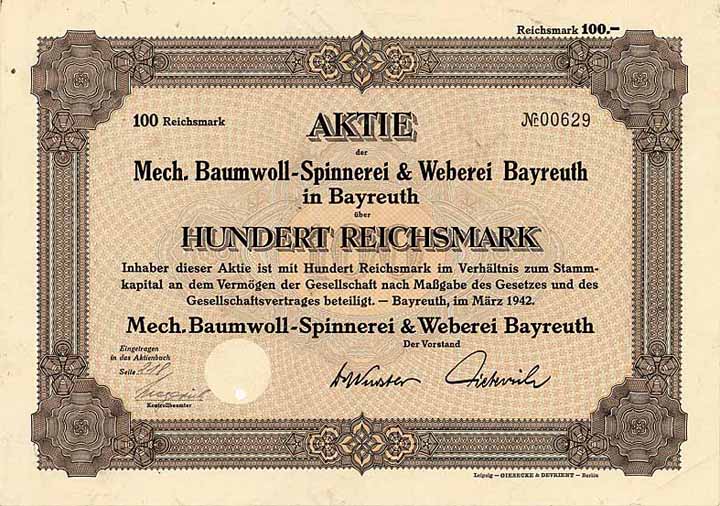 Reichsmark 100.–
100 Reichsmark AKTIE № 00629
der
Mech. Baumwoll-Spinnerei & Weberei Bayreuth
in Bayreuth
über
HUNDERT REICHSMARK
Inhaber dieser Aktie ist mit Hundert Reichsmark im Verhältnis zum Stamm-
kapital an dem Vermögen der Gesellschaft nach Maßgabe des Gesetzes und des
Gesellschaftsvertrages beteiligt. — Bayreuth, im März 1942.
Mech. Baumwoll-Spinnerei & Weberei Bayreuth
Der Vorstand
Eingetragen
in das Aktienbuch
Seite
Kontrollbeamter
Leipzig — GIESECKE & DEVRIENT — Berlin